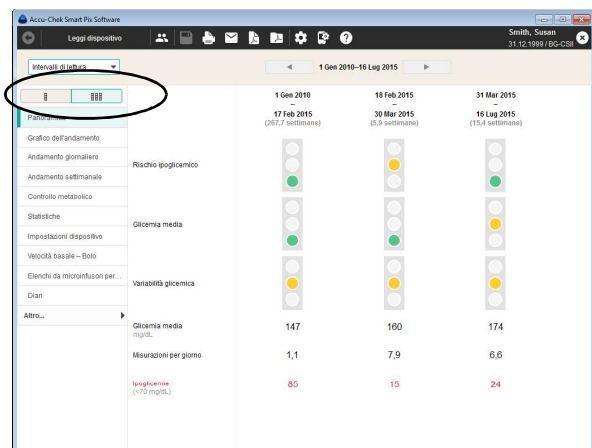 Accu-Chek Smart Pix Software
Leggi dispositivo
Smith, Susan
31.12.1999 / BG-CSII
Intervalli di lettura
1 Gen 2010–16 Lug 2015
Panoramica
Grafico dell'andamento
Andamento giornaliero
Andamento settimanale
Controllo metabolico
Statistiche
Impostazioni dispositivo
Velocità basale – Bolo
Elenchi da microinfusori per...
Diari
Altro...
1 Gen 2010 – 17 Feb 2015 (267,7 settimane)
18 Feb 2015 – 30 Mar 2015 (5,9 settimane)
31 Mar 2015 – 16 Lug 2015 (15,4 settimane)
Rischio ipoglicemico
Glicemia media
Variabilità glicemica
Glicemia media 147 160 174
mg/dL
Misurazioni per giorno 1,1 7,9 6,6
Ipoglicemie 85 15 24
(<70 mg/dL)